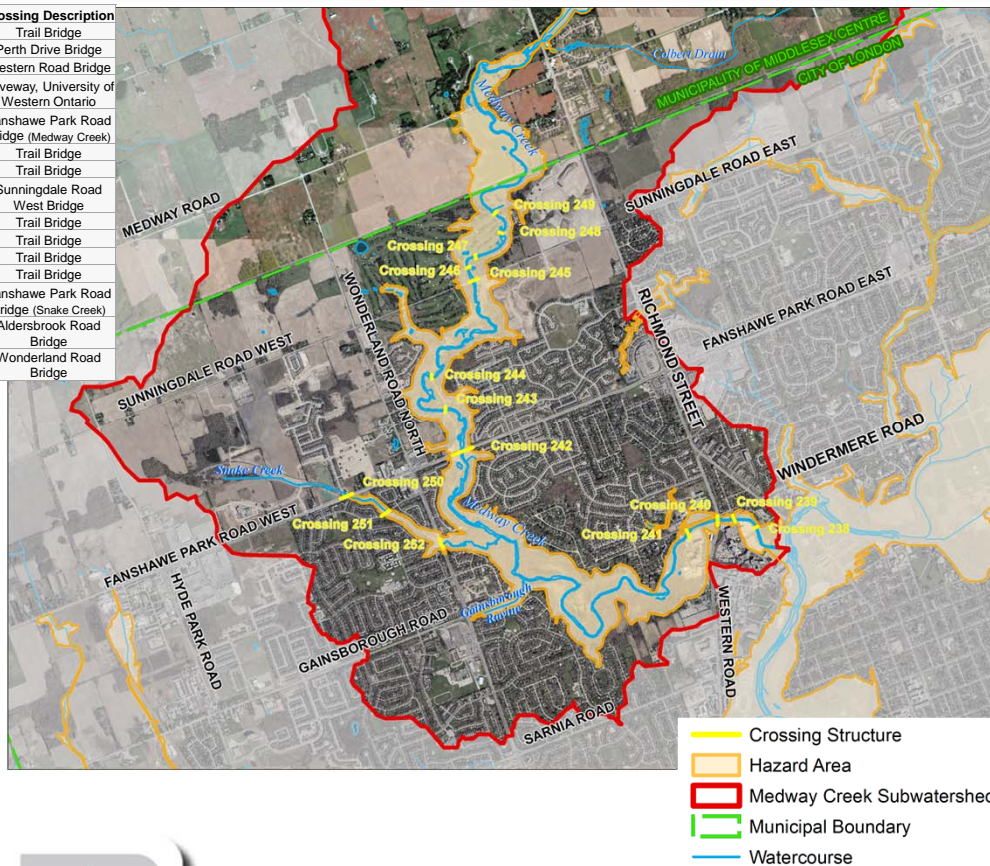 ossing Description
Trail Bridge
Perth Drive Bridge
estern Road Bridge
veway, University of
Western Ontario
anshawe Park Road
ridge (Medway Creek)
Trail Bridge
Trail Bridge
Sunningdale Road
West Bridge
Trail Bridge
Trail Bridge
Trail Bridge
Trail Bridge
anshawe Park Road
ridge (Snake Creek)
Aldersbrook Road
Bridge
Wonderland Road
Bridge
Colbert Drain
MUNICIPALITY OF MIDDLESEX CENTRE
CITY OF LONDON
Medway Creek
SUNNINGDALE ROAD EAST
MEDWAY ROAD
Crossing 249
Crossing 248
Crossing 247
Crossing 246
Crossing 245
WONDERLAND ROAD NORTH
RICHMOND STREET
FANSHAWE PARK ROAD EAST
SUNNINGDALE ROAD WEST
Crossing 244
Crossing 243
Crossing 242
WINDERMERE ROAD
Snake Creek
Crossing 250
Crossing 251
Crossing 252
FANSHAWE PARK ROAD WEST
Medway Creek
Crossing 240
Crossing 239
Crossing 241
Crossing 238
HYDE PARK ROAD
Gainsborough
Ravine
GAINSBOROUGH ROAD
WESTERN ROAD
SARNIA ROAD
Crossing Structure
Hazard Area
Medway Creek Subwatershed
Municipal Boundary
Watercourse